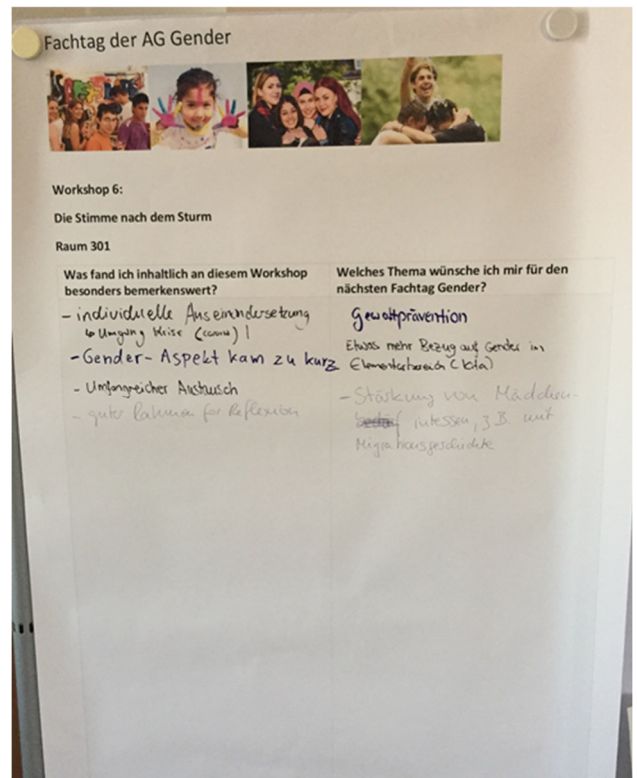 Fachtag der AG Gender
Workshop 6:
Die Stimme nach dem Sturm
Raum 301
Was fand ich inhaltlich an diesem Workshop
besonders bemerkenswert?
- individuelle Auseinandersetzung
↳ Umgang Krise (corona)
- Gender-Aspekt kam zu kurz
- Umfangreicher Austausch
- guter Rahmen für Reflexion
Welches Thema wünsche ich mir für den
nächsten Fachtag Gender?
Gewaltprävention
Etwas mehr Bezug auf Gender im
Elementarbereich (Kita)
- Stärkung von Mädchen-
intessen, z.B. mit
Migrationsgeschichte